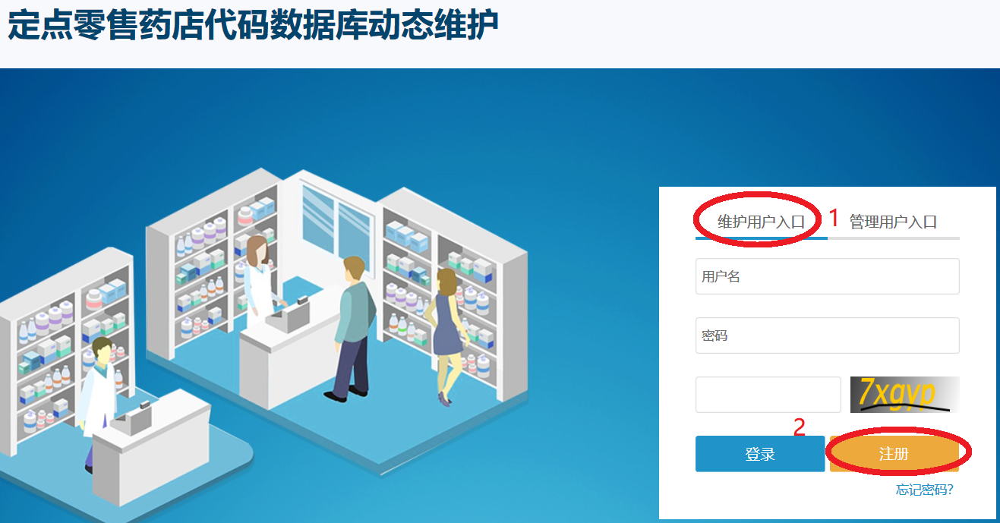 定点零售药店代码数据库动态维护
维护用户入口 1 管理用户入口
用户名
密码
7xgyp
2
登录 注册
忘记密码?